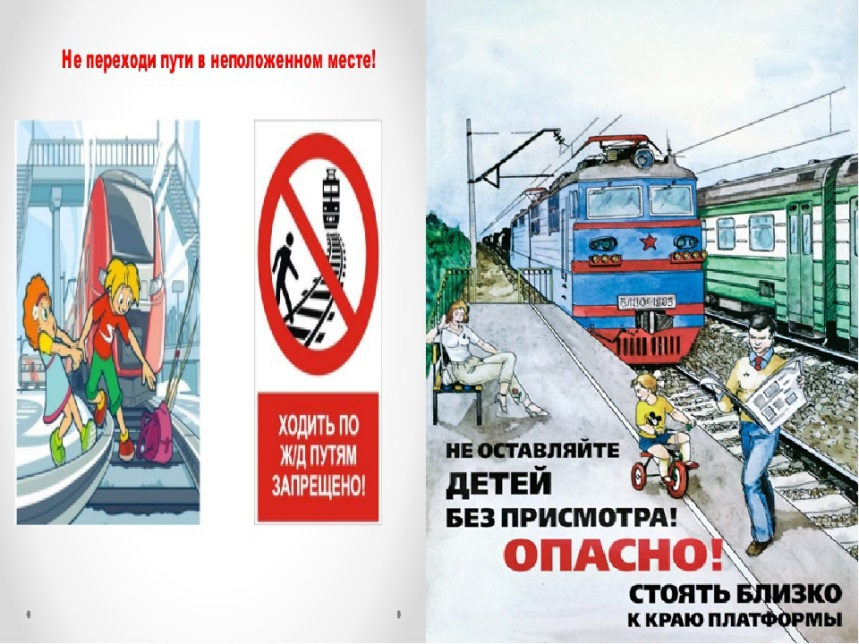 Не переходи пути в неположенном месте!
ХОДИТЬ ПО
Ж/Д ПУТЯМ
ЗАПРЕЩЕНО!
НЕ ОСТАВЛЯЙТЕ
ДЕТЕЙ
БЕЗ ПРИСМОТРА!
ОПАСНО!
СТОЯТЬ БЛИЗКО
К КРАЮ ПЛАТФОРМЫ